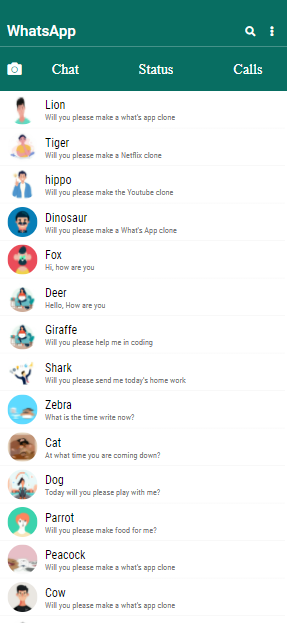 WhatsApp
Chat Status Calls
Lion
Will you please make a what's app clone
Tiger
Will you please make a Netflix clone
hippo
Will you please make the Youtube clone
Dinosaur
Will you please make a What's App clone
Fox
Hi, how are you
Deer
Hello, How are you
Giraffe
Will you please help me in coding
Shark
Will you please send me today's home work
Zebra
What is the time write now?
Cat
At what time you are coming down?
Dog
Today will you please play with me?
Parrot
Will you please make food for me?
Peacock
Will you please make a what's app clone
Cow
Will you please make a what's app clone